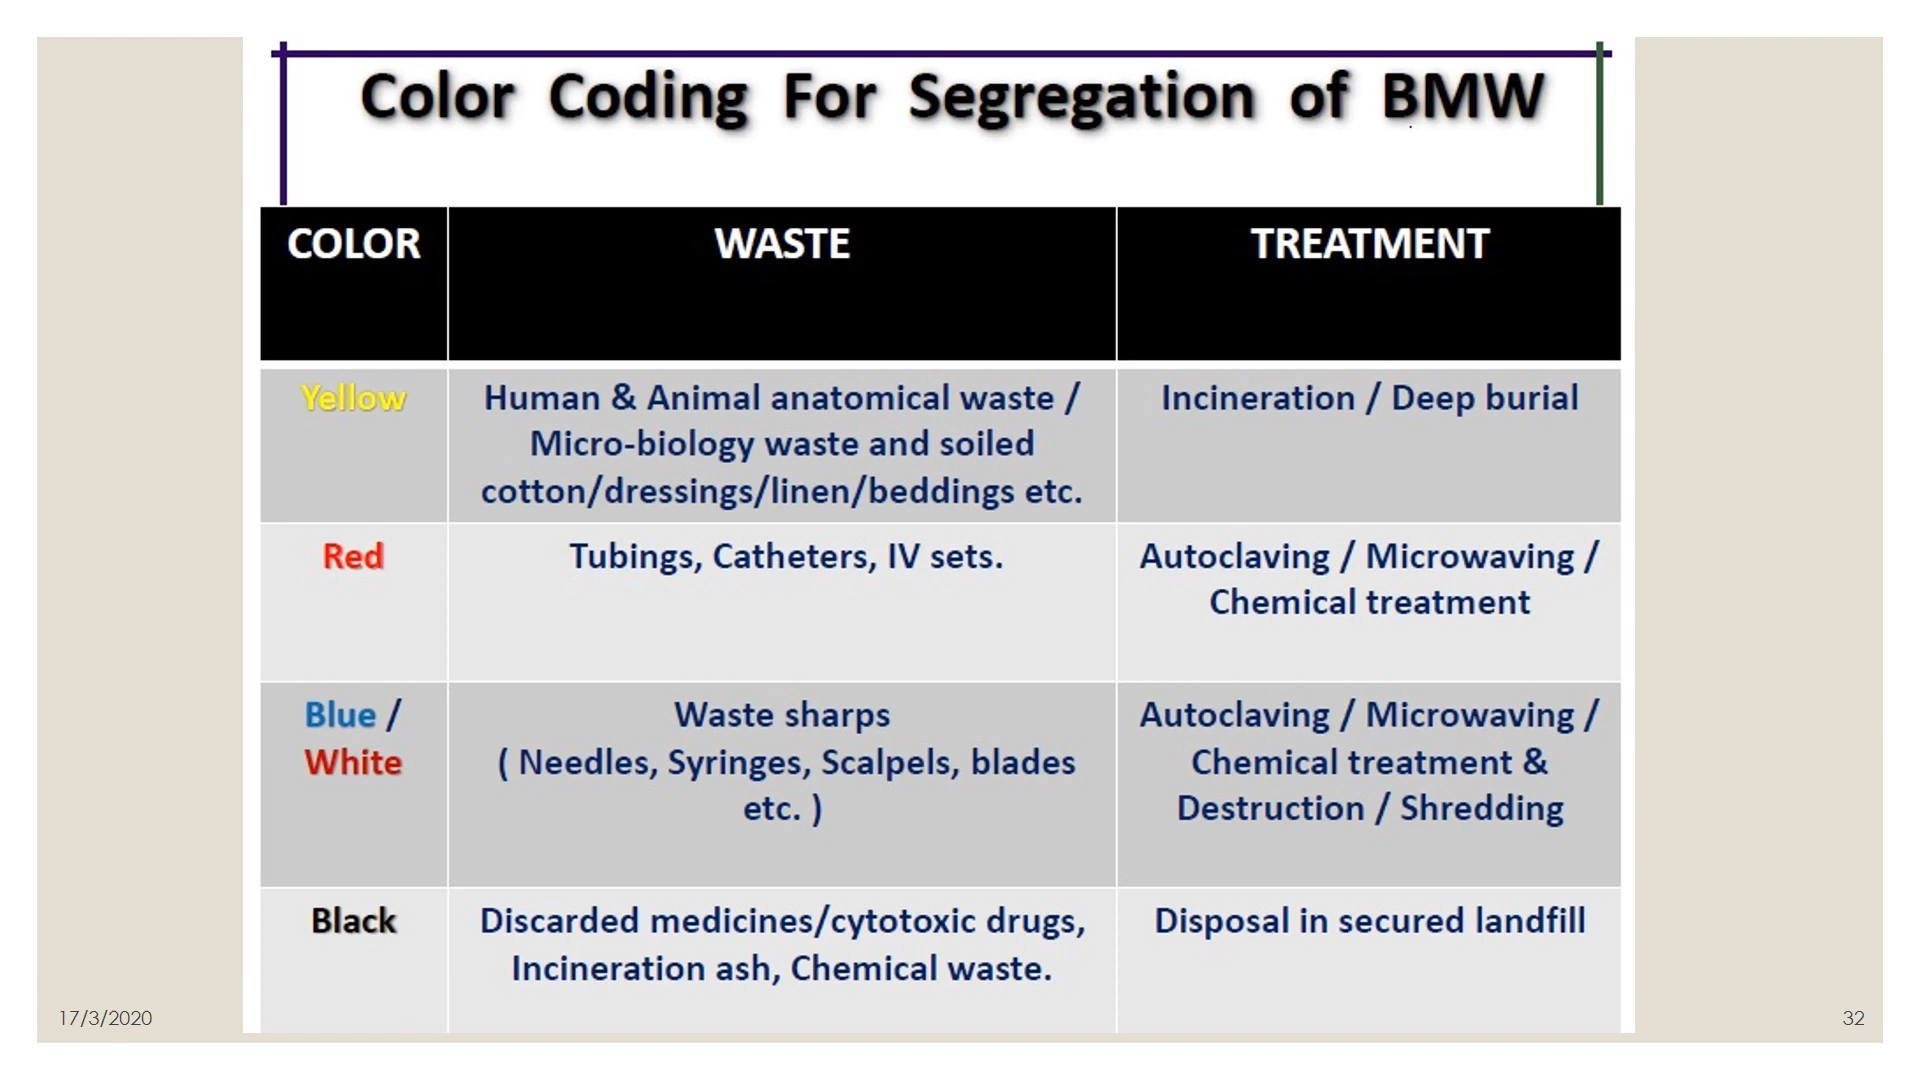 Color Coding For Segregation of BMW
COLOR
WASTE
TREATMENT
Yellow
Human & Animal anatomical waste /
Micro-biology waste and soiled
cotton/dressings/linen/beddings etc.
Incineration / Deep burial
Red
Tubings, Catheters, IV sets.
Autoclaving / Microwaving /
Chemical treatment
Blue /
White
Waste sharps
( Needles, Syringes, Scalpels, blades
etc. )
Autoclaving / Microwaving /
Chemical treatment &
Destruction / Shredding
Black
Discarded medicines/cytotoxic drugs,
Incineration ash, Chemical waste.
Disposal in secured landfill
17/3/2020
32